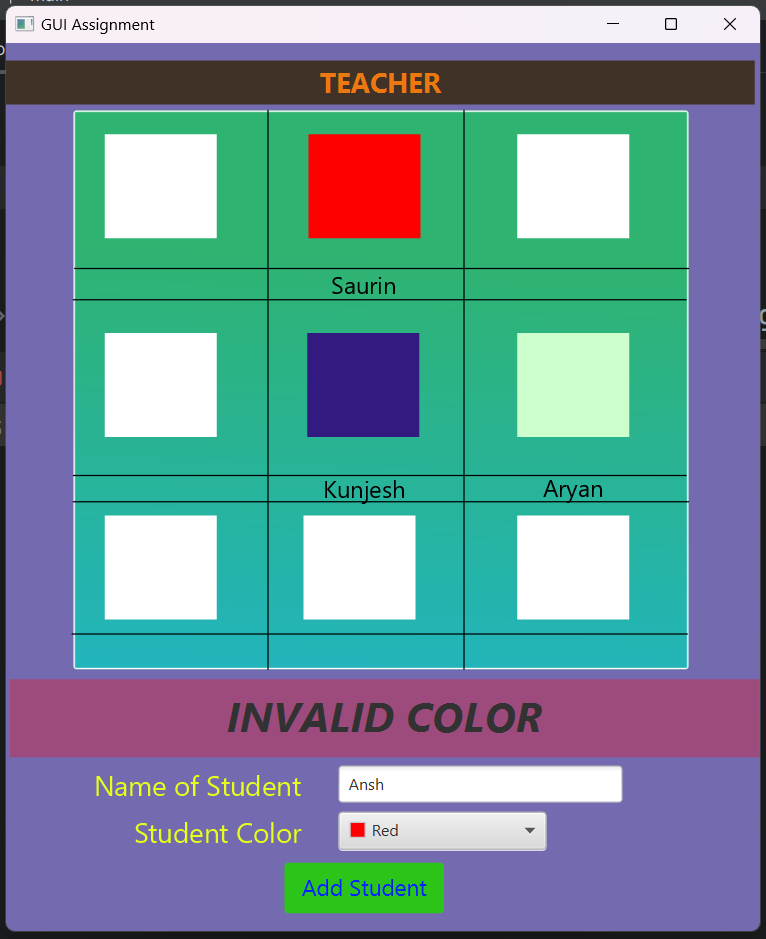 GUI Assignment
TEACHER
Saurin
Kunjesh Aryan
INVALID COLOR
Name of Student Ansh
Student Color Red
Add Student